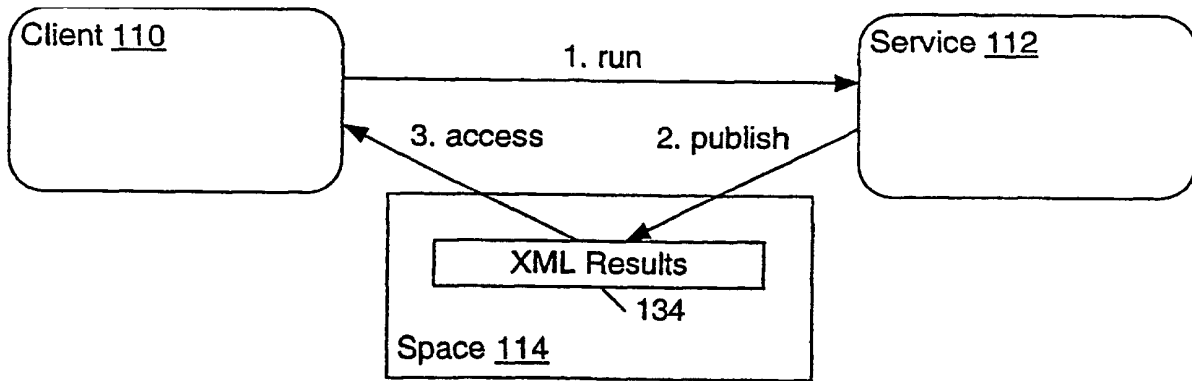 Client 110
Service 112
1. run
3. access
2. publish
XML Results
134
Space 114